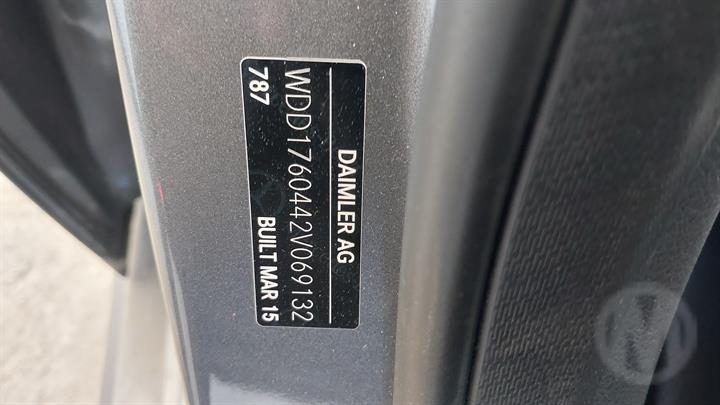 DAIMLER AG
WDD1760442V069132
787 BUILT MAR 15